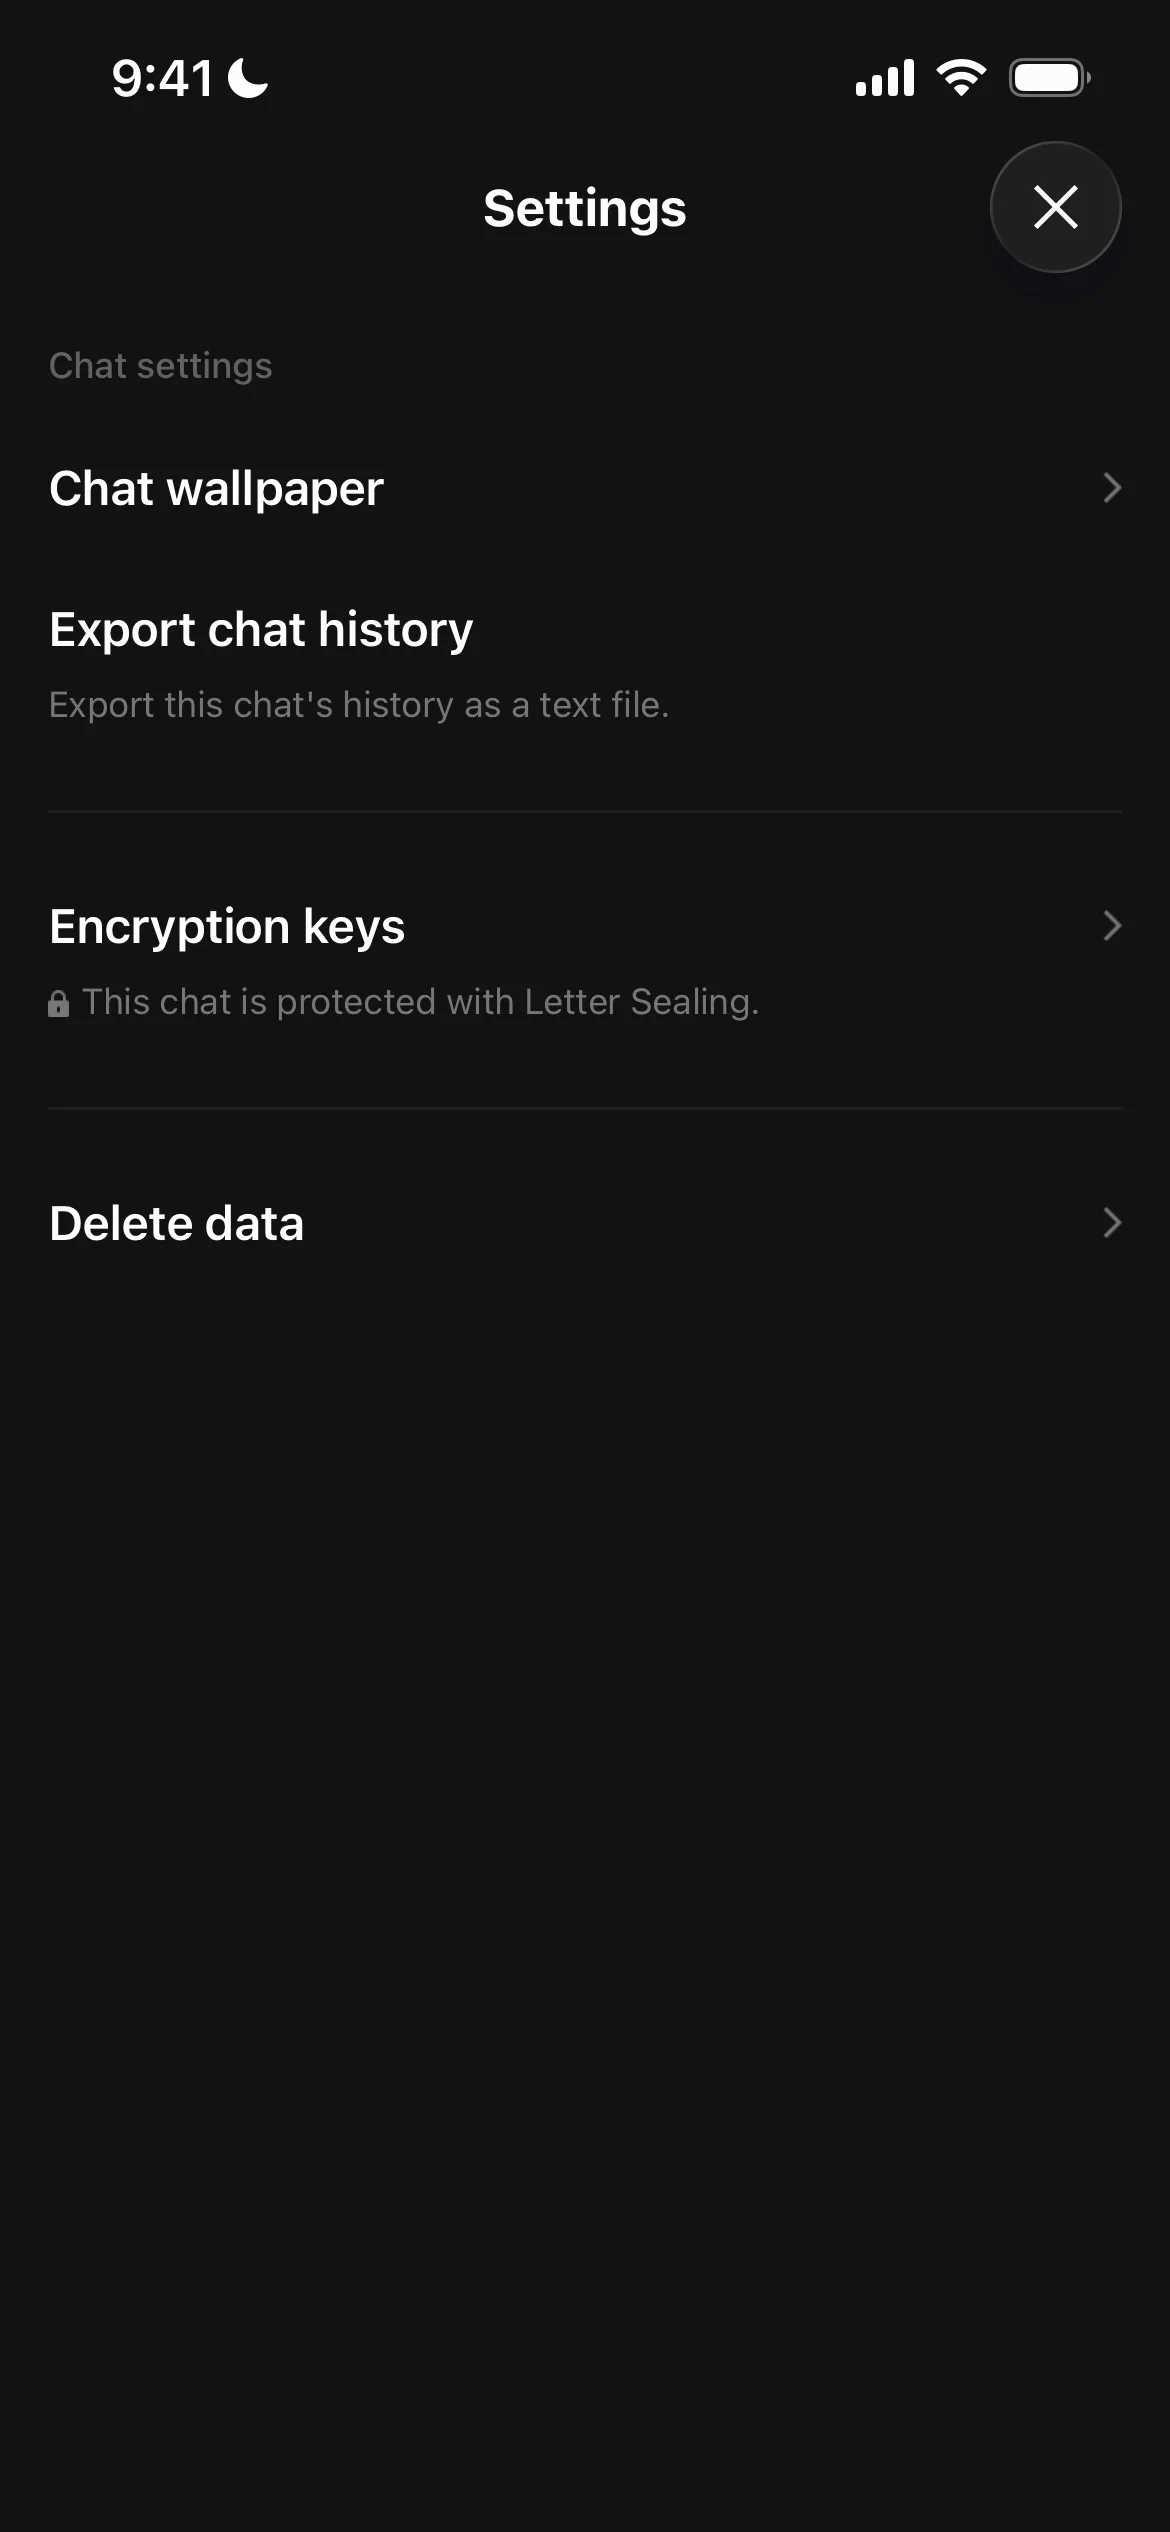 9:41
Settings
Chat settings
Chat wallpaper
Export chat history
Export this chat's history as a text file.
Encryption keys
This chat is protected with Letter Sealing.
Delete data